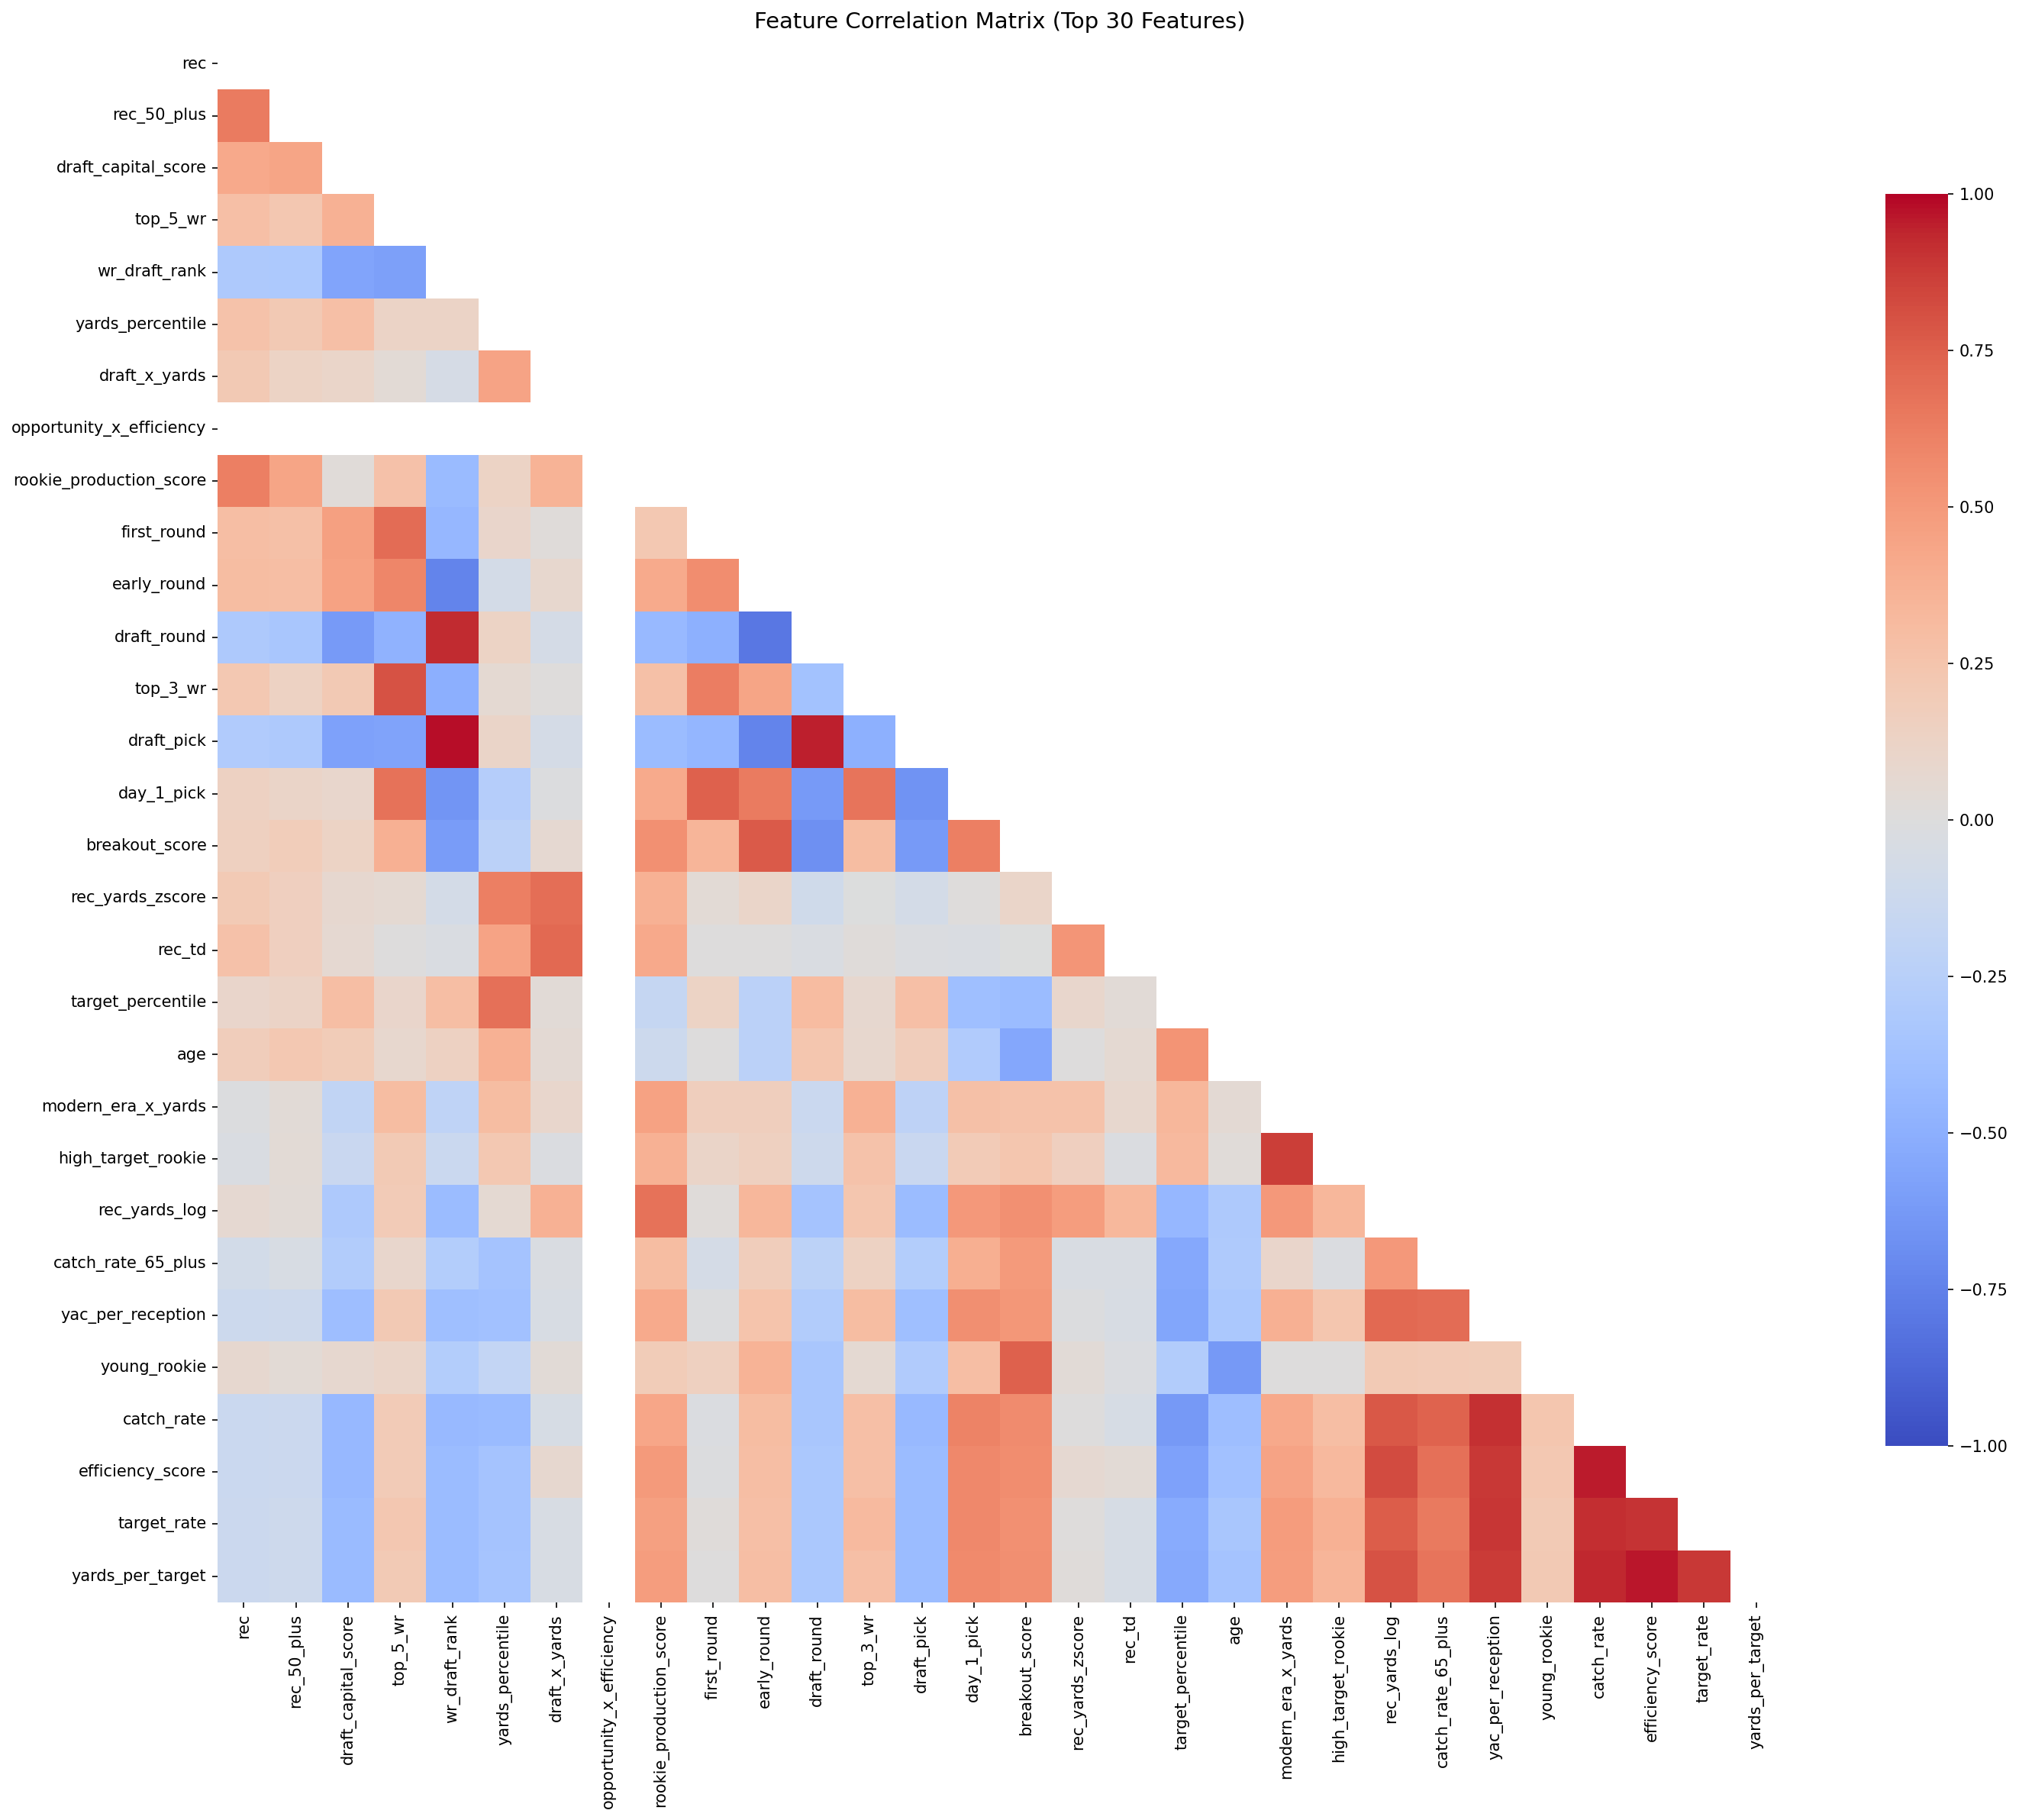 Feature Correlation Matrix (Top 30 Features)
rec
rec_50_plus
draft_capital_score
top_5_wr
wr_draft_rank
yards_percentile
draft_x_yards
opportunity_x_efficiency
rookie_production_score
first_round
early_round
draft_round
top_3_wr
draft_pick
day_1_pick
breakout_score
rec_yards_zscore
rec_td
target_percentile
age
modern_era_x_yards
high_target_rookie
rec_yards_log
catch_rate_65_plus
yac_per_reception
young_rookie
catch_rate
efficiency_score
target_rate
yards_per_target
rec
rec_50_plus
draft_capital_score
top_5_wr
wr_draft_rank
yards_percentile
draft_x_yards
opportunity_x_efficiency
rookie_production_score
first_round
early_round
draft_round
top_3_wr
draft_pick
day_1_pick
breakout_score
rec_yards_zscore
rec_td
target_percentile
age
modern_era_x_yards
high_target_rookie
rec_yards_log
catch_rate_65_plus
yac_per_reception
young_rookie
catch_rate
efficiency_score
target_rate
yards_per_target
1.00
0.75
0.50
0.25
0.00
−0.25
−0.50
−0.75
−1.00